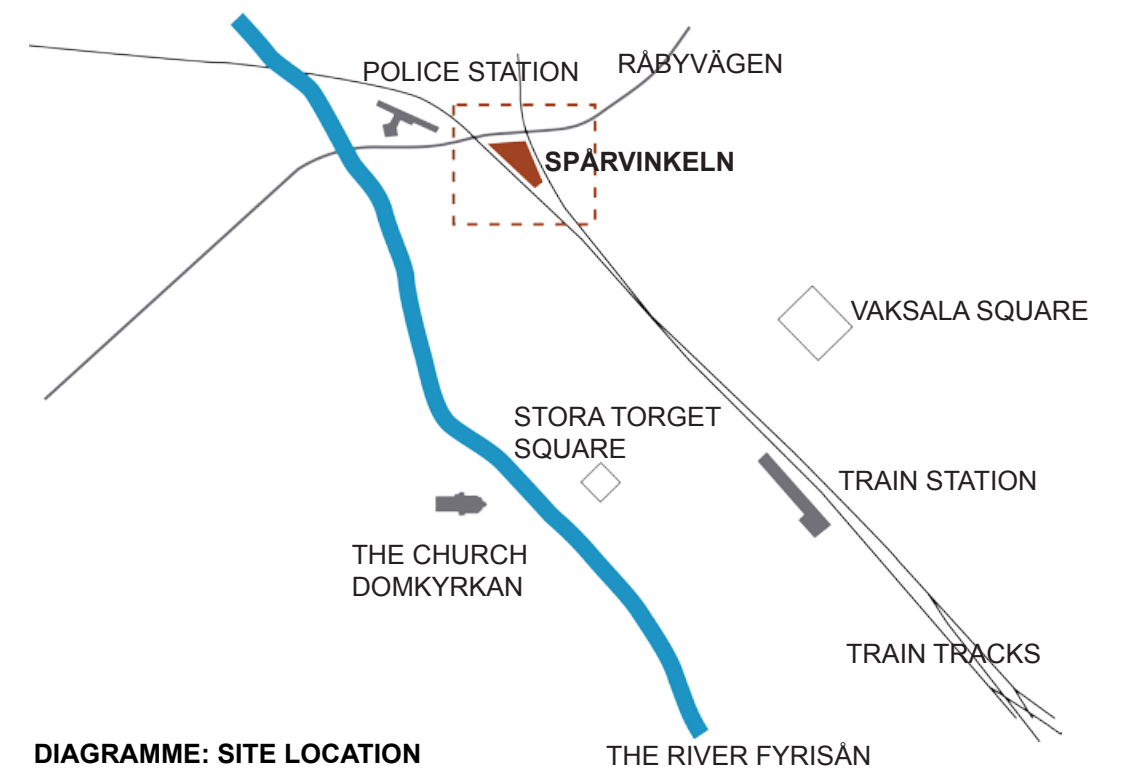 POLICE STATION
RÅBYVÄGEN
SPÅRVINKELN
VAKSALA SQUARE
STORA TORGET
SQUARE
TRAIN STATION
THE CHURCH
DOMKYRKAN
TRAIN TRACKS
DIAGRAMME: SITE LOCATION
THE RIVER FYRISÅN